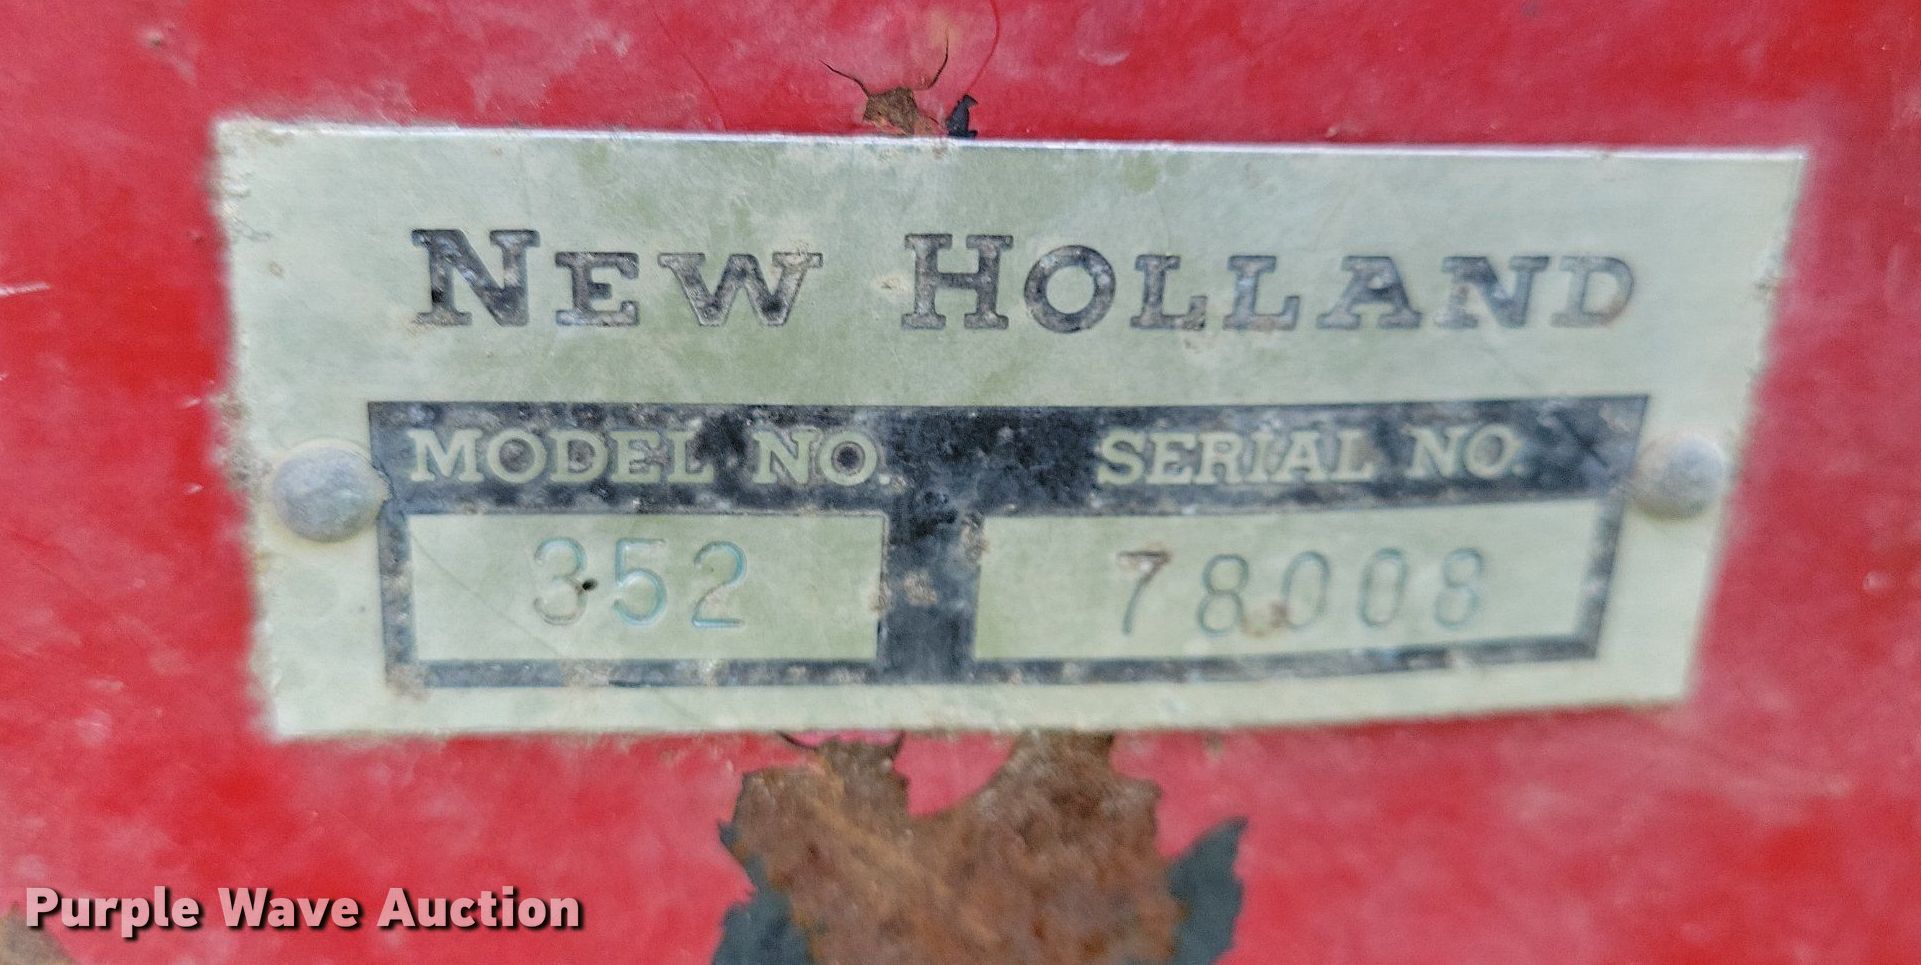 NEW HOLLAND
MODEL NO. SERIAL NO.
352 78008
Purple Wave Auction